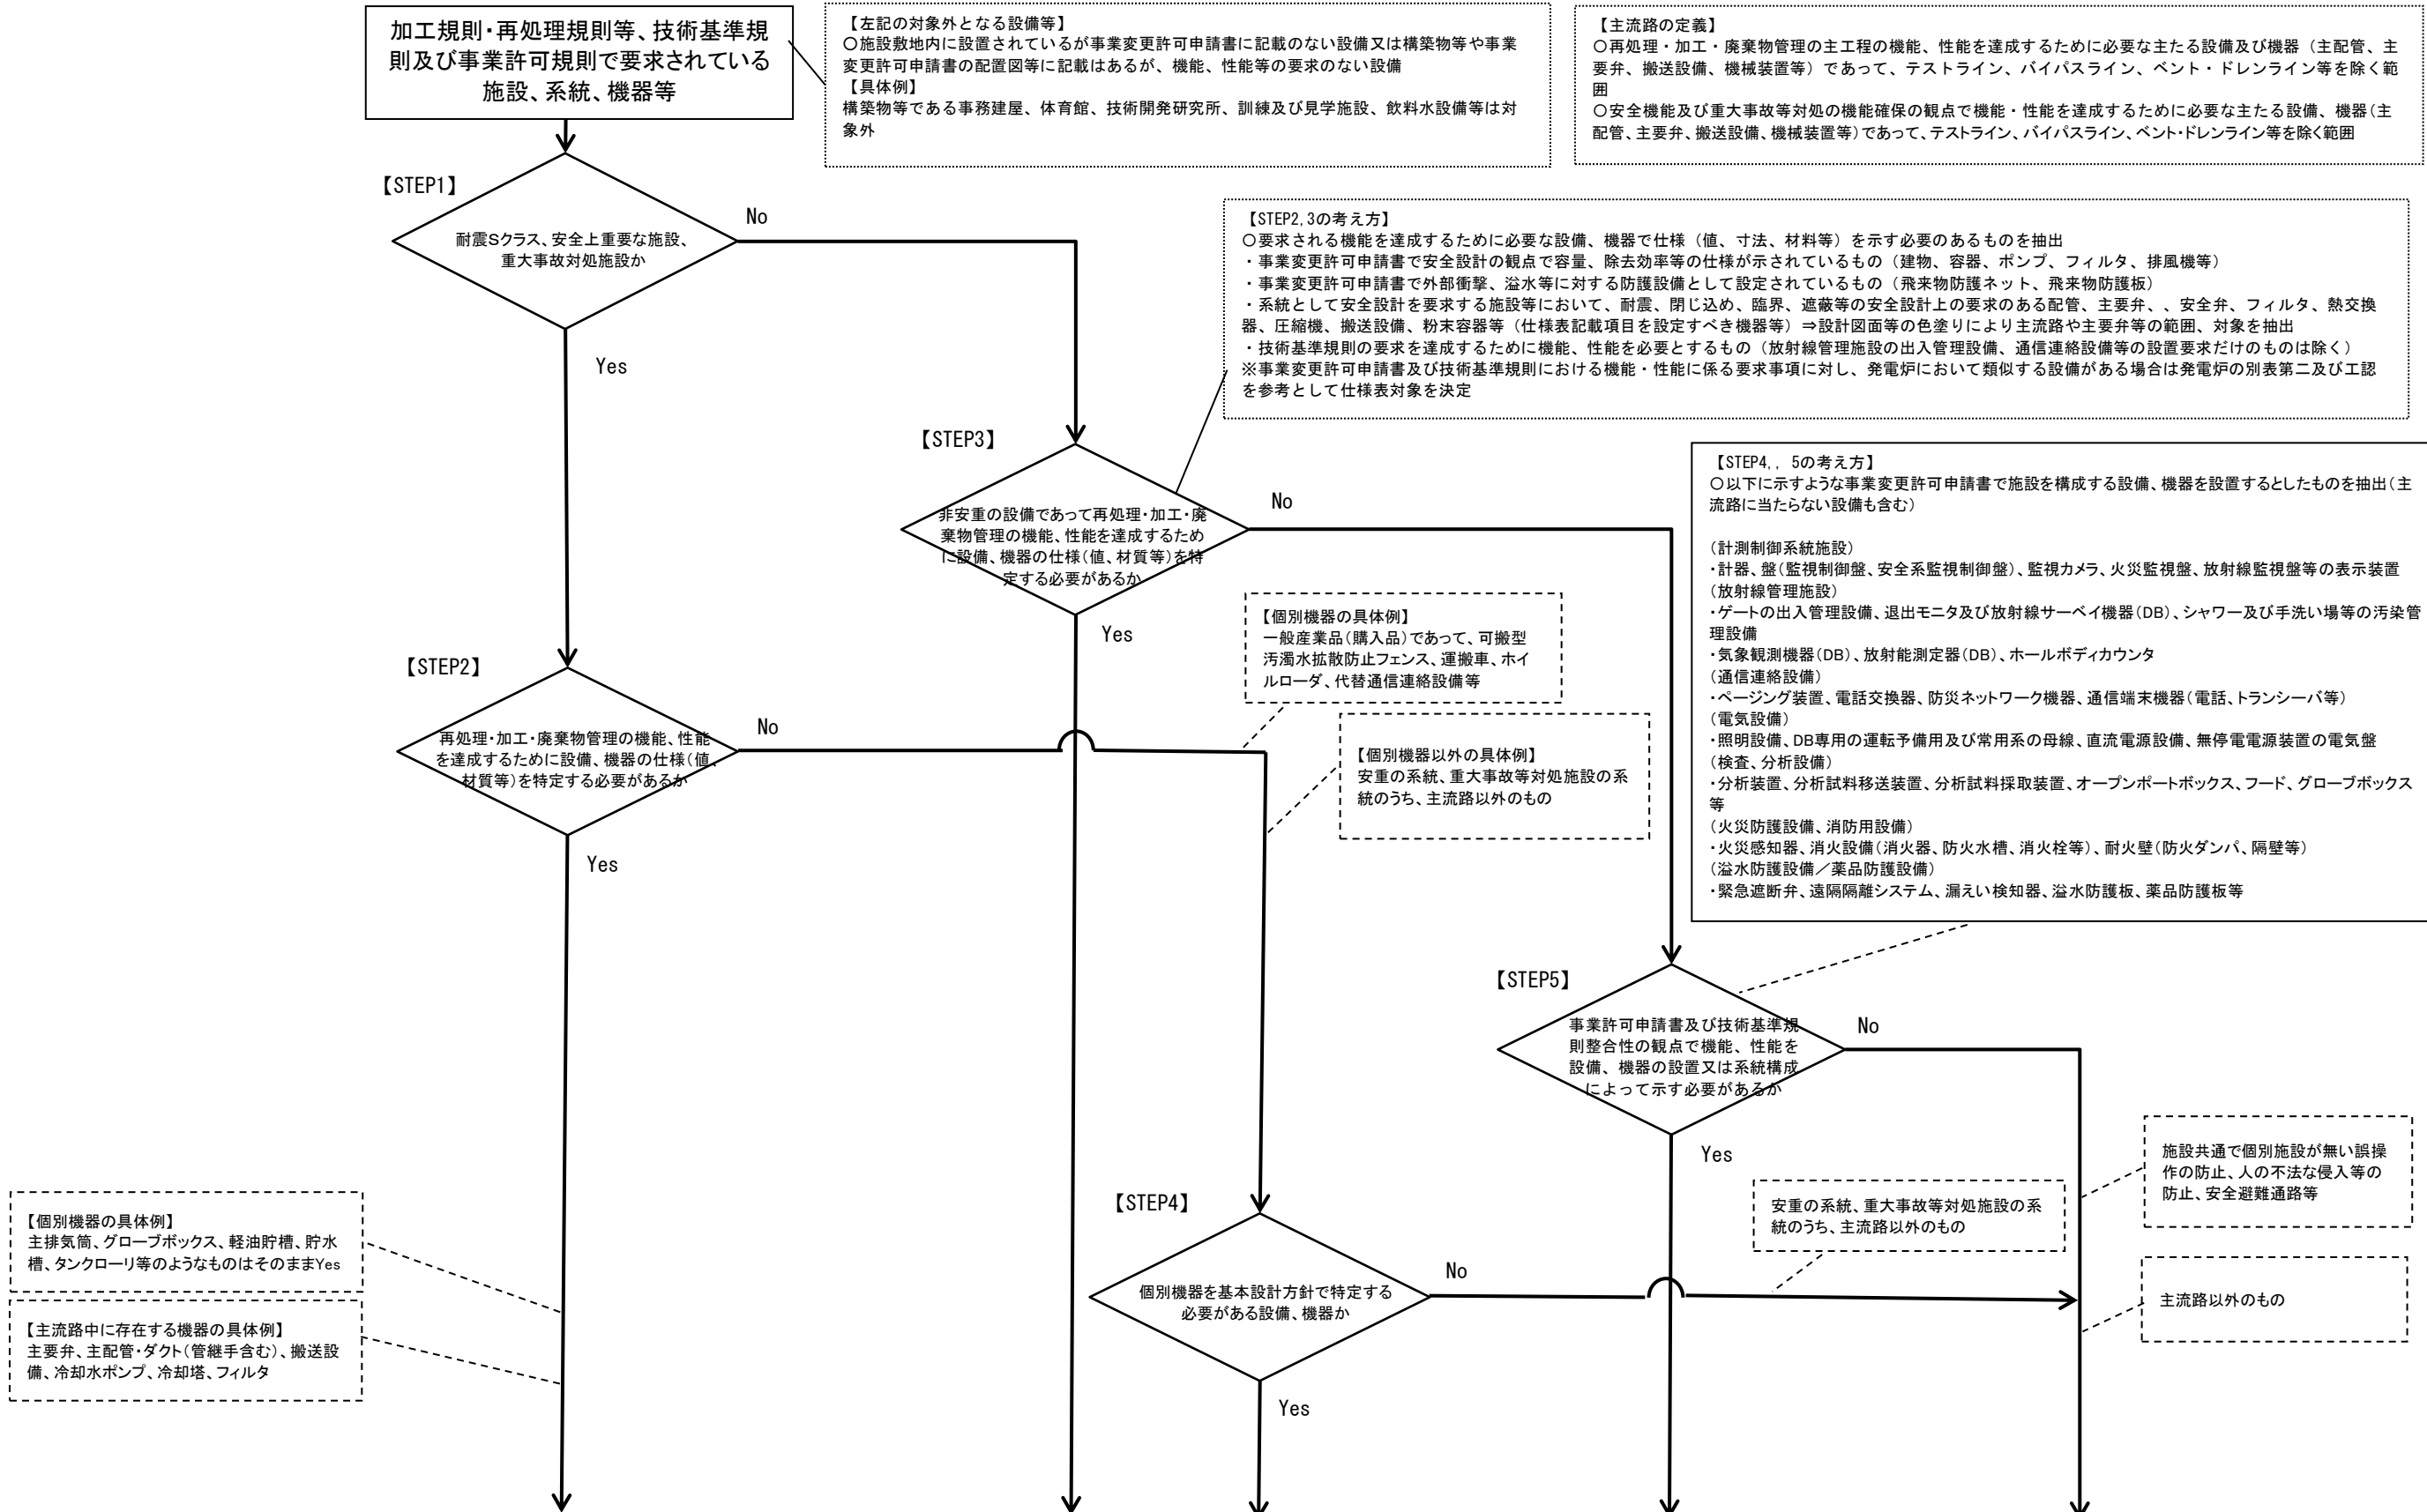 加工規則・再処理規則等、技術基準規
則及び事業許可規則で要求されている
施設、系統、機器等
【左記の対象外となる設備等】
○施設敷地内に設置されているが事業変更許可申請書に記載のない設備又は構築物等や事業
変更許可申請書の配置図等に記載はあるが、機能、性能等の要求のない設備
【具体例】
構築物等である事務建屋、体育館、技術開発研究所、訓練及び見学施設、飲料水設備等は対
象外
【主流路の定義】
○再処理・加工・廃棄物管理の主工程の機能、性能を達成するために必要な主たる設備及び機器（主配管、主
要弁、搬送設備、機械装置等）であって、テストライン、バイパスライン、ベント・ドレンライン等を除く範
囲
○安全機能及び重大事故等対処の機能確保の観点で機能・性能を達成するために必要な主たる設備、機器（主
配管、主要弁、搬送設備、機械装置等）であって、テストライン、バイパスライン、ベント・ドレンライン等を除く範囲
【STEP1】
耐震Sクラス、安全上重要な施設、
重大事故対処施設か
No
Yes
【STEP2,3の考え方】
○要求される機能を達成するために必要な設備、機器で仕様（値、寸法、材料等）を示す必要のあるものを抽出
・事業変更許可申請書で安全設計の観点で容量、除去効率等の仕様が示されているもの（建物、容器、ポンプ、フィルタ、排風機等）
・事業変更許可申請書で外部衝撃、溢水等に対する防護設備として設定されているもの（飛来物防護ネット、飛来物防護板）
・系統として安全設計を要求する施設等において、耐震、閉じ込め、臨界、遮蔽等の安全設計上の要求のある配管、主要弁、、安全弁、フィルタ、熱交換
器、圧縮機、搬送設備、粉末容器等（仕様表記載項目を設定すべき機器等）⇒設計図面等の色塗りにより主流路や主要弁等の範囲、対象を抽出
・技術基準規則の要求を達成するために機能、性能を必要とするもの（放射線管理施設の出入管理設備、通信連絡設備等の設置要求だけのものは除く）
※事業変更許可申請書及び技術基準規則における機能・性能に係る要求事項に対し、発電炉において類似する設備がある場合は発電炉の別表第二及び工認
を参考として仕様表対象を決定
【STEP3】
非安重の設備であって再処理・加工・廃
棄物管理の機能、性能を達成するため
に設備、機器の仕様（値、材質等）を特
定する必要があるか
No
Yes
【STEP4,, 5の考え方】
○以下に示すような事業変更許可申請書で施設を構成する設備、機器を設置するとしたものを抽出（主
流路に当たらない設備も含む）
（計測制御系統施設）
・計器、盤（監視制御盤、安全系監視制御盤）、監視カメラ、火災監視盤、放射線監視盤等の表示装置
（放射線管理施設）
・ゲートの出入管理設備、退出モニタ及び放射線サーベイ機器（DB）、シャワー及び手洗い場等の汚染管
理設備
・気象観測機器（DB）、放射能測定器（DB）、ホールボディカウンタ
（通信連絡設備）
・ページング装置、電話交換器、防災ネットワーク機器、通信端末機器（電話、トランシーバ等）
（電気設備）
・照明設備、DB専用の運転予備用及び常用系の母線、直流電源設備、無停電電源装置の電気盤
（検査、分析設備）
・分析装置、分析試料移送装置、分析試料採取装置、オープンポートボックス、フード、グローブボックス
等
（火災防護設備、消防用設備）
・火災感知器、消火設備（消火器、防火水槽、消火栓等）、耐火壁（防火ダンパ、隔壁等）
（溢水防護設備／薬品防護設備）
・緊急遮断弁、遠隔隔離システム、漏えい検知器、溢水防護板、薬品防護板等
【個別機器の具体例】
一般産業品（購入品）であって、可搬型
汚濁水拡散防止フェンス、運搬車、ホイ
ルローダ、代替通信連絡設備等
【STEP2】
再処理・加工・廃棄物管理の機能、性能
を達成するために設備、機器の仕様（値、
材質等）を特定する必要があるか
No
Yes
【個別機器以外の具体例】
安重の系統、重大事故等対処施設の系
統のうち、主流路以外のもの
【STEP5】
事業許可申請書及び技術基準規
則整合性の観点で機能、性能を
設備、機器の設置又は系統構成
によって示す必要があるか
No
Yes
施設共通で個別施設が無い誤操
作の防止、人の不法な侵入等の
防止、安全避難通路等
安重の系統、重大事故等対処施設の系
統のうち、主流路以外のもの
【STEP4】
個別機器を基本設計方針で特定する
必要がある設備、機器か
No
Yes
主流路以外のもの
【個別機器の具体例】
主排気筒、グローブボックス、軽油貯槽、貯水
槽、タンクローリ等のようなものはそのままYes
【主流路中に存在する機器の具体例】
主要弁、主配管・ダクト（管継手含む）、搬送設
備、冷却水ポンプ、冷却塔、フィルタ